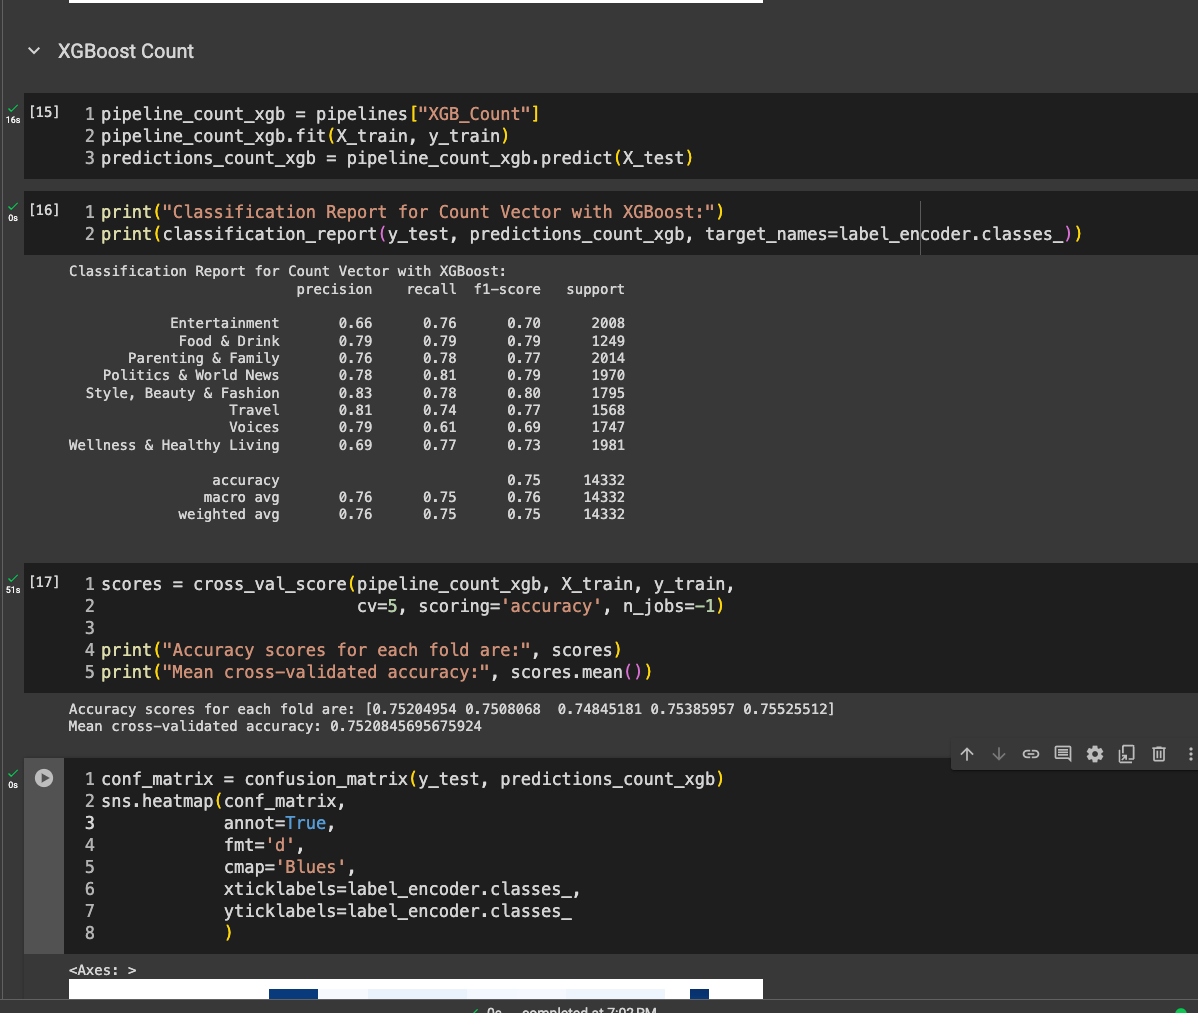 XGBoost Count
16s
[15]
1 pipeline_count_xgb = pipelines["XGB_Count"]
2 pipeline_count_xgb.fit(X_train, y_train)
3 predictions_count_xgb = pipeline_count_xgb.predict(X_test)
0s
[16]
1 print("Classification Report for Count Vector with XGBoost:")
2 print(classification_report(y_test, predictions_count_xgb, target_names=label_encoder.classes_))
Classification Report for Count Vector with XGBoost:
precision recall f1-score support
Entertainment 0.66 0.76 0.70 2008
Food & Drink 0.79 0.79 0.79 1249
Parenting & Family 0.76 0.78 0.77 2014
Politics & World News 0.78 0.81 0.79 1970
Style, Beauty & Fashion 0.83 0.78 0.80 1795
Travel 0.81 0.74 0.77 1568
Voices 0.79 0.61 0.69 1747
Wellness & Healthy Living 0.69 0.77 0.73 1981
accuracy 0.75 14332
macro avg 0.76 0.75 0.76 14332
weighted avg 0.76 0.75 0.75 14332
51s
[17]
1 scores = cross_val_score(pipeline_count_xgb, X_train, y_train,
2 cv=5, scoring='accuracy', n_jobs=-1)
3
4 print("Accuracy scores for each fold are:", scores)
5 print("Mean cross-validated accuracy:", scores.mean())
Accuracy scores for each fold are: [0.75204954 0.7508068 0.74845181 0.75385957 0.75525512]
Mean cross-validated accuracy: 0.7520845695675924
0s
1 conf_matrix = confusion_matrix(y_test, predictions_count_xgb)
2 sns.heatmap(conf_matrix,
3 annot=True,
4 fmt='d',
5 cmap='Blues',
6 xticklabels=label_encoder.classes_,
7 yticklabels=label_encoder.classes_
8 )
<Axes: >
0s completed at 7:02 PM